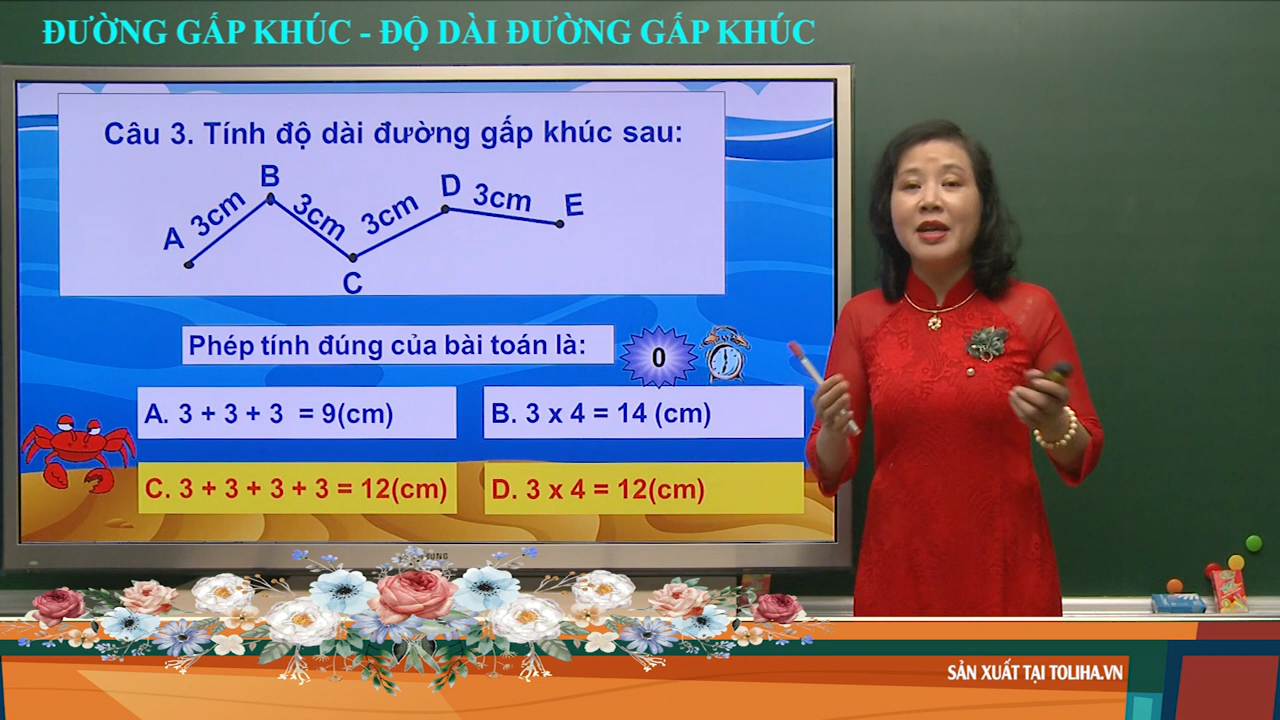 ĐƯỜNG GẤP KHÚC - ĐỘ DÀI ĐƯỜNG GẤP KHÚC
Câu 3. Tính độ dài đường gấp khúc sau:
A 3cm B 3cm C 3cm D 3cm E
Phép tính đúng của bài toán là:
0
A. 3 + 3 + 3 = 9(cm)
B. 3 x 4 = 14 (cm)
C. 3 + 3 + 3 + 3 = 12(cm)
D. 3 x 4 = 12(cm)
SẢN XUẤT TẠI TOLIHA.VN